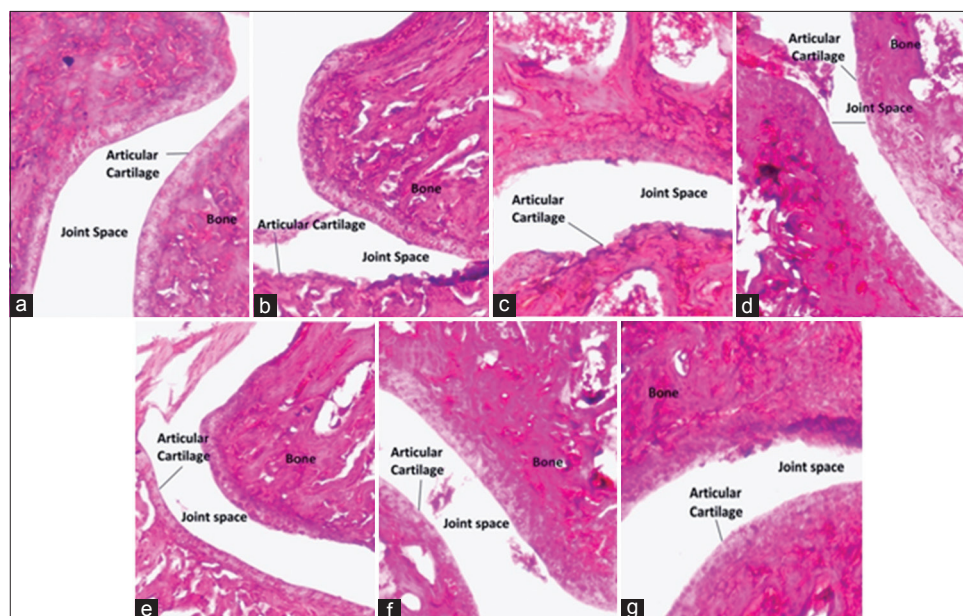 Articular
Cartilage
Bone
Joint Space
a
Bone
Articular Cartilage
Joint Space
b
Joint Space
Articular
Cartilage
c
Articular
Cartilage
Bone
Joint Space
d
Articular
Cartilage
Bone
Joint space
e
Articular
Cartilage
Bone
Joint space
f
Bone
Joint space
Articular
Cartilage
g